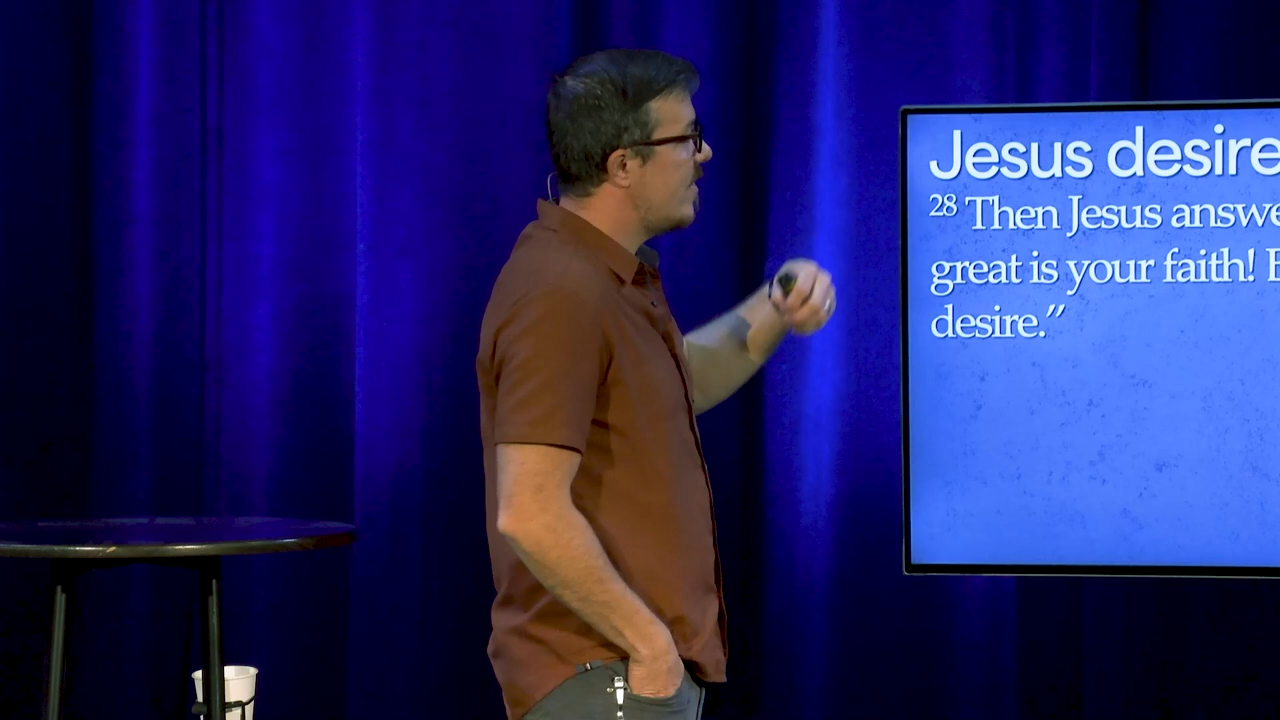 Jesus desire
28 Then Jesus answe
great is your faith!
desire.”